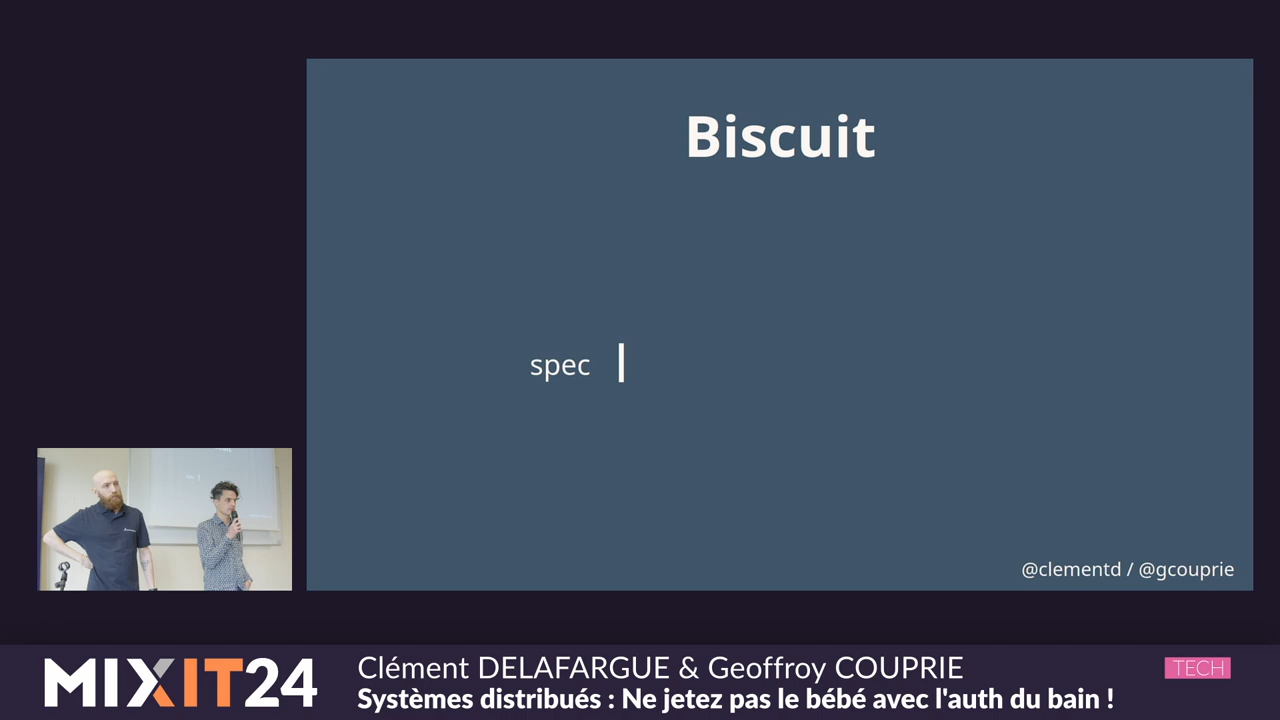 Biscuit
spec
@clementd / @gcouprie
MIXIT24
Clément DELAFARGUE & Geoffroy COUPRIE
TECH
Systèmes distribués : Ne jetez pas le bébé avec l'auth du bain !